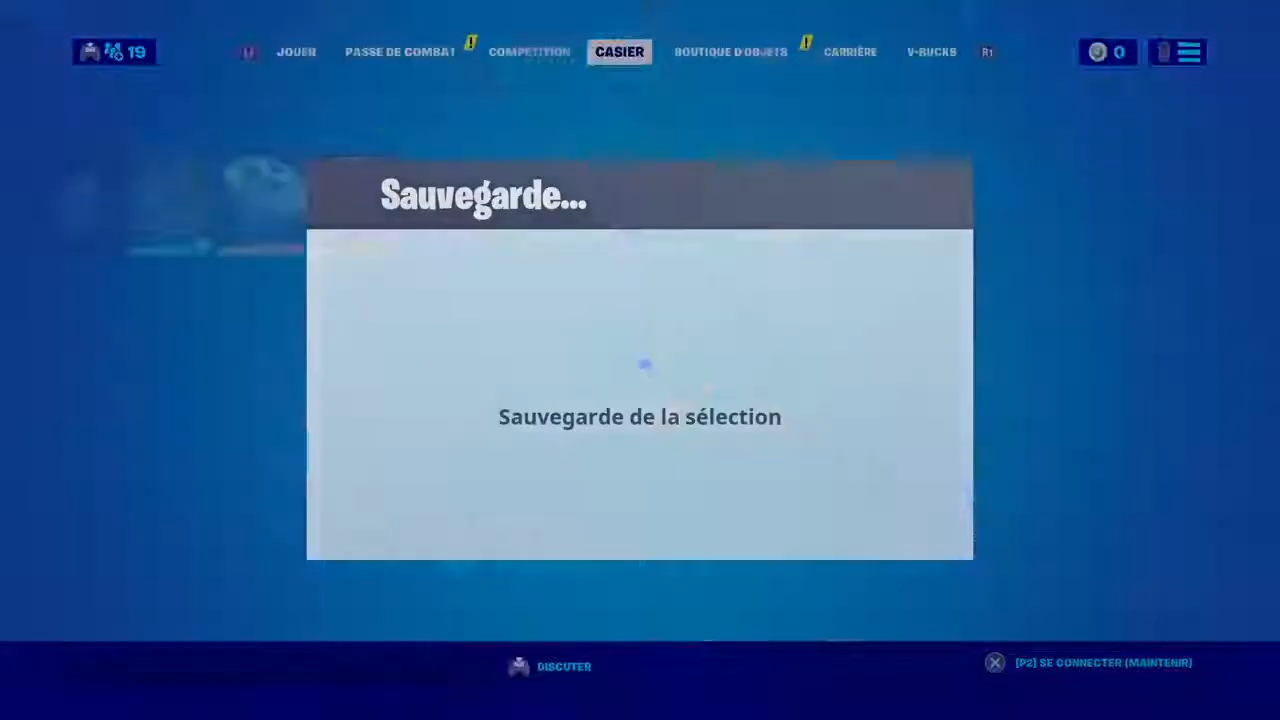 19 JOUER PASSE DE COMBAT ! COMPÉTITION CASIER BOUTIQUE D'OBJETS ! CARRIÈRE V-BUCKS R1 0
Sauvegarde...
Sauvegarde de la sélection
DISCUTER [P2] SE CONNECTER (MAINTENIR)